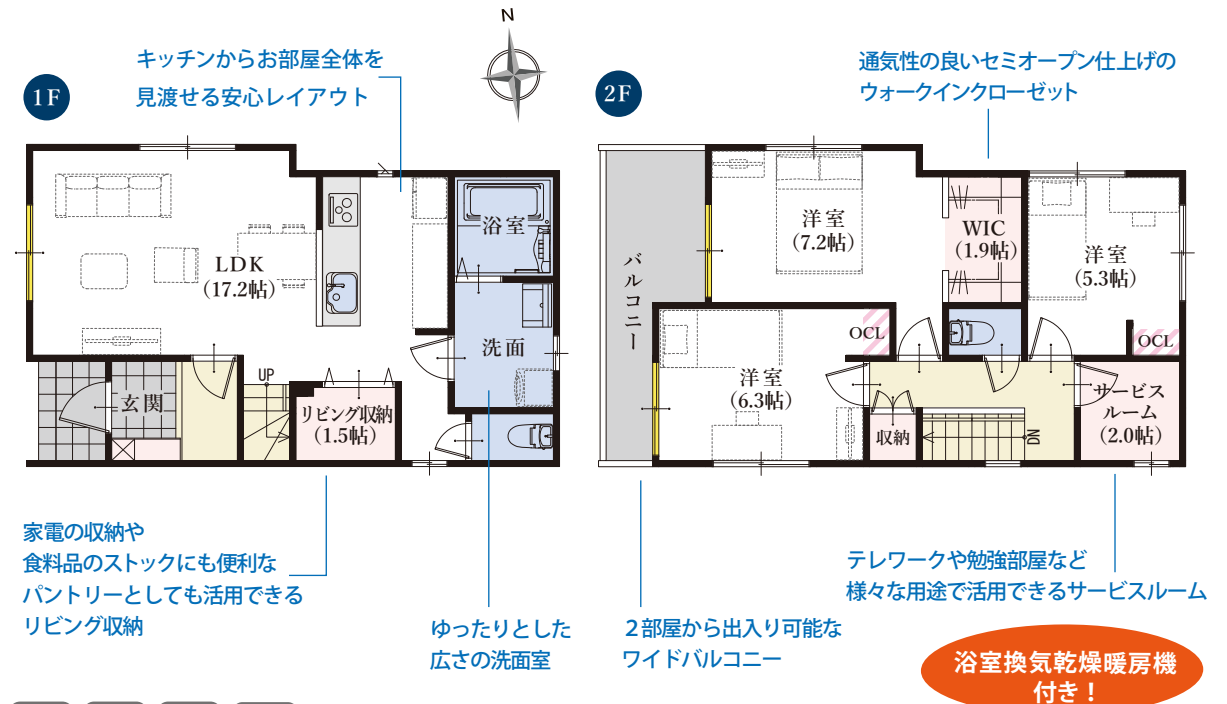 N
キッチンからお部屋全体を
見渡せる安心レイアウト
1F
浴室
LDK
(17.2帖)
洗面
UP
玄関
リビング収納
(1.5帖)
家電の収納や
食料品のストックにも便利な
パントリーとしても活用できる
リビング収納
ゆったりとした
広さの洗面室
2F
通気性の良いセミオープン仕上げの
ウォークインクローゼット
バルコニー
洋室
(7.2帖)
WIC
(1.9帖)
洋室
(5.3帖)
OCL
OCL
洋室
(6.3帖)
収納
DN
サービス
ルーム
(2.0帖)
2部屋から出入り可能な
ワイドバルコニー
テレワークや勉強部屋など
様々な用途で活用できるサービスルーム
浴室換気乾燥暖房機
付き！